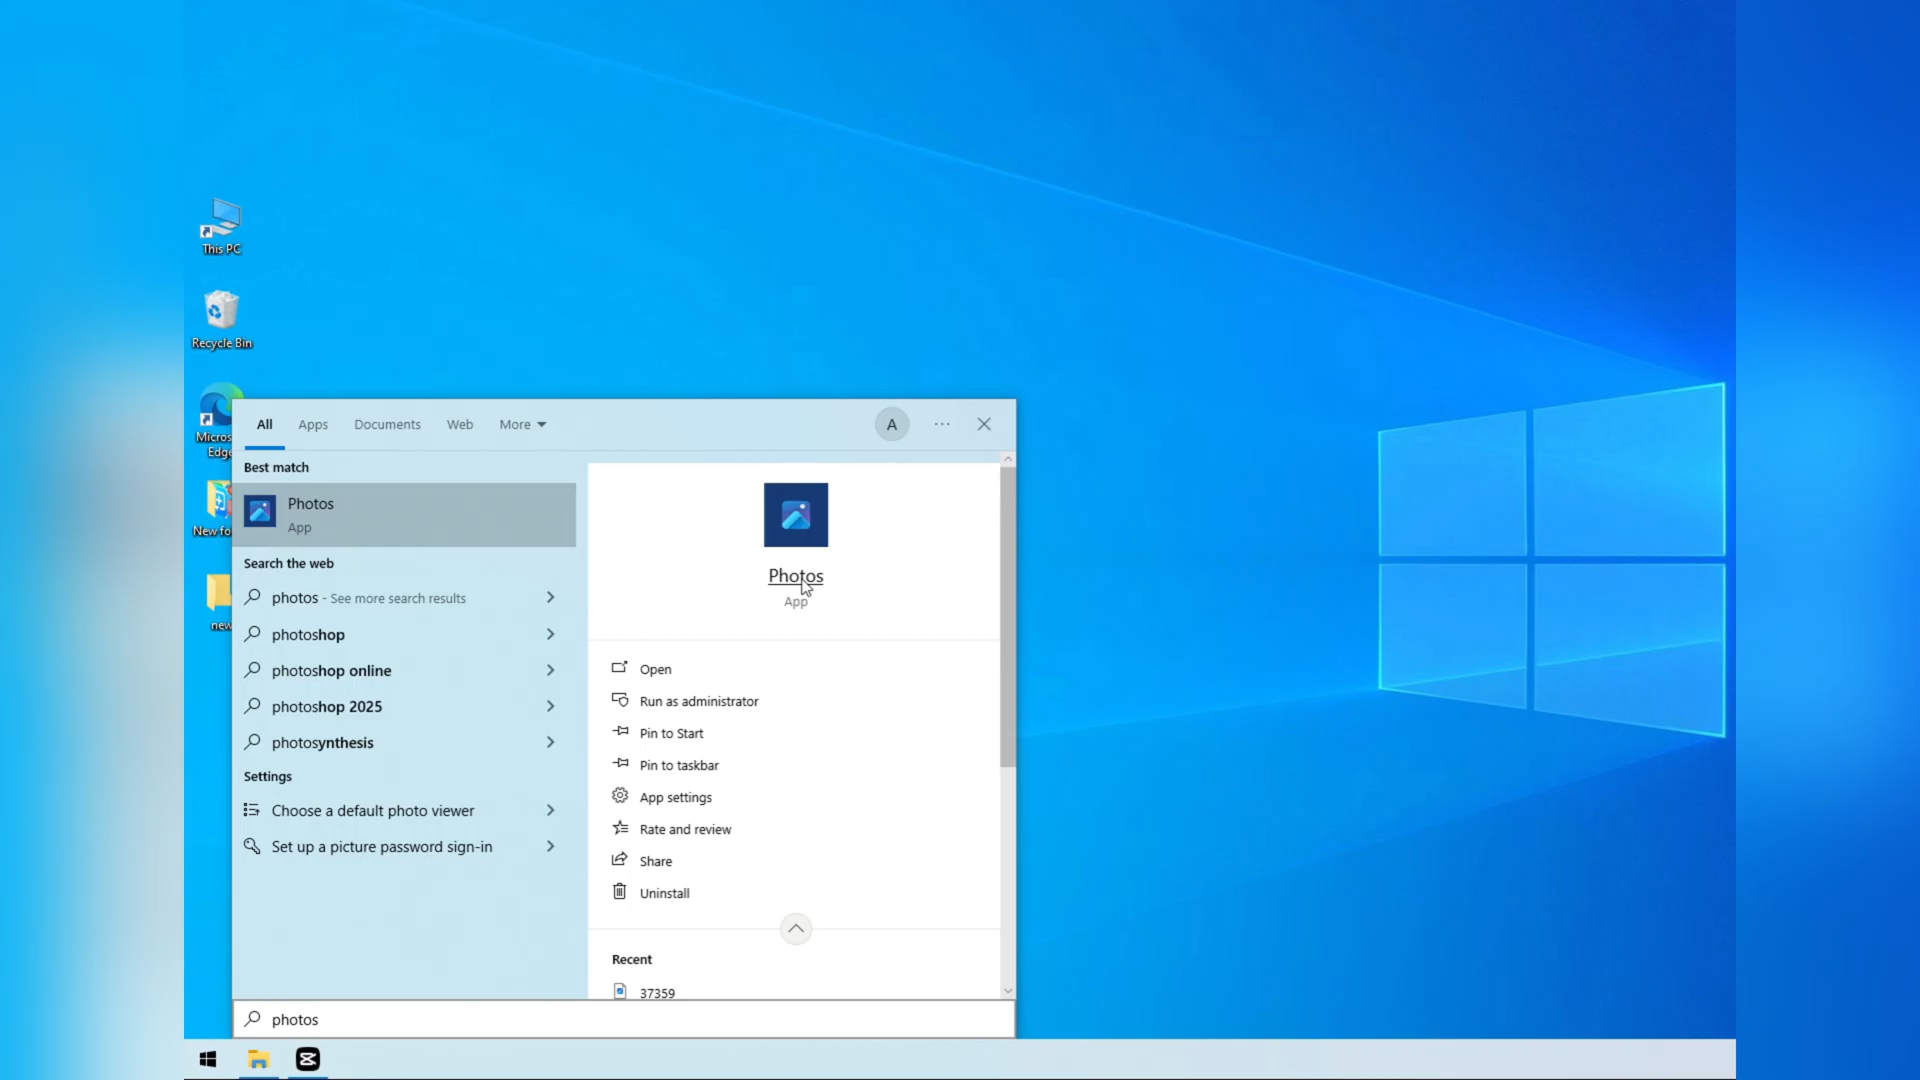 This PC
Recycle Bin
Micros
Edge
New fo
new
All
Apps
Documents
Web
More
A
Best match
Photos
App
Search the web
photos - See more search results
photoshop
photoshop online
photoshop 2025
photosynthesis
Settings
Choose a default photo viewer
Set up a picture password sign-in
Photos
App
Open
Run as administrator
Pin to Start
Pin to taskbar
App settings
Rate and review
Share
Uninstall
Recent
37359
photos